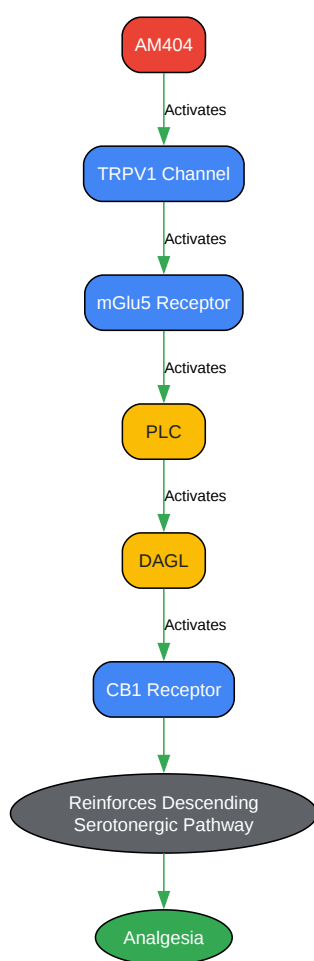 AM404
Activates
TRPV1 Channel
Activates
mGlu5 Receptor
Activates
PLC
Activates
DAGL
Activates
CB1 Receptor
Reinforces Descending
Serotonergic Pathway
Analgesia